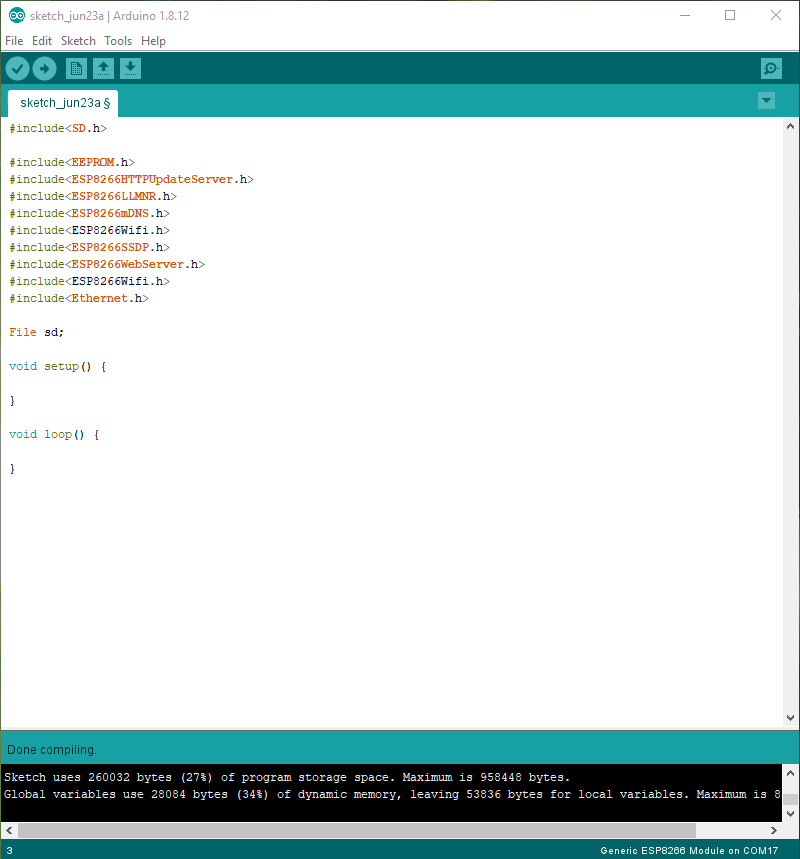 sketch_jun23a | Arduino 1.8.12
File Edit Sketch Tools Help
sketch_jun23a §
#include<SD.h>
#include<EEPROM.h>
#include<ESP8266HTTPUpdateServer.h>
#include<ESP8266LLMNR.h>
#include<ESP8266mDNS.h>
#include<ESP8266Wifi.h>
#include<ESP8266SSDP.h>
#include<ESP8266WebServer.h>
#include<ESP8266Wifi.h>
#include<Ethernet.h>
File sd;
void setup() {
}
void loop() {
}
Done compiling.
Sketch uses 260032 bytes (27%) of program storage space. Maximum is 958448 bytes.
Global variables use 28084 bytes (34%) of dynamic memory, leaving 53836 bytes for local variables. Maximum is 8
3 Generic ESP8266 Module on COM17